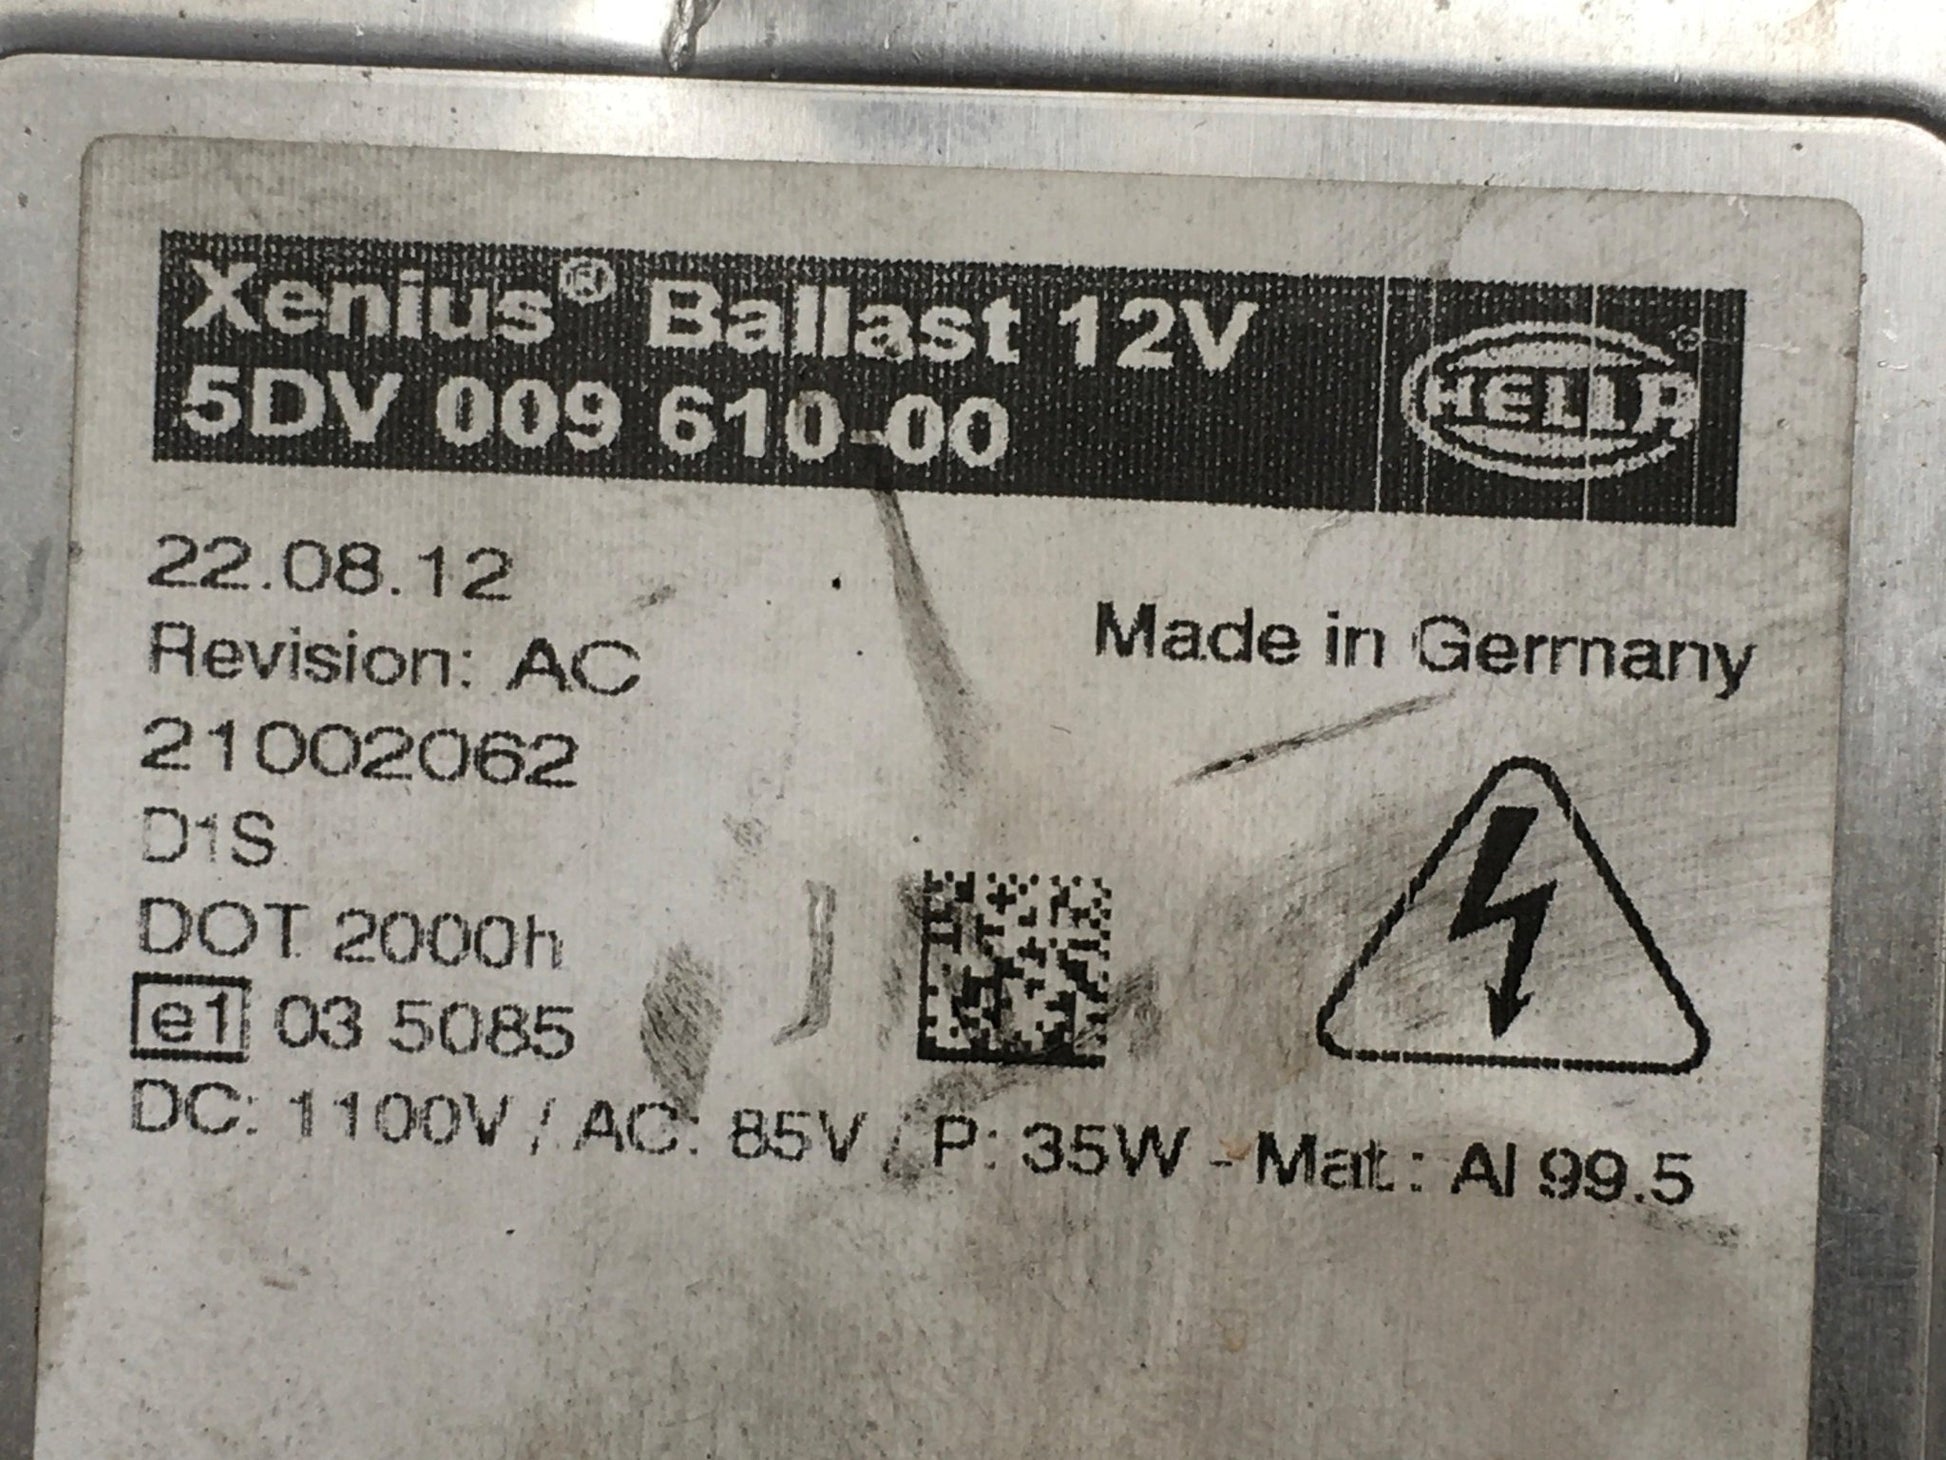 Xenius® Ballast 12V
5DV 009 610-00
HELLA
22.08.12
Revision: AC
Made in Germany
21002062
D1S
DOT 2000h
e1 03 5085
DC: 1100V / AC: 85V / P: 35W - Mat.: Al 99.5